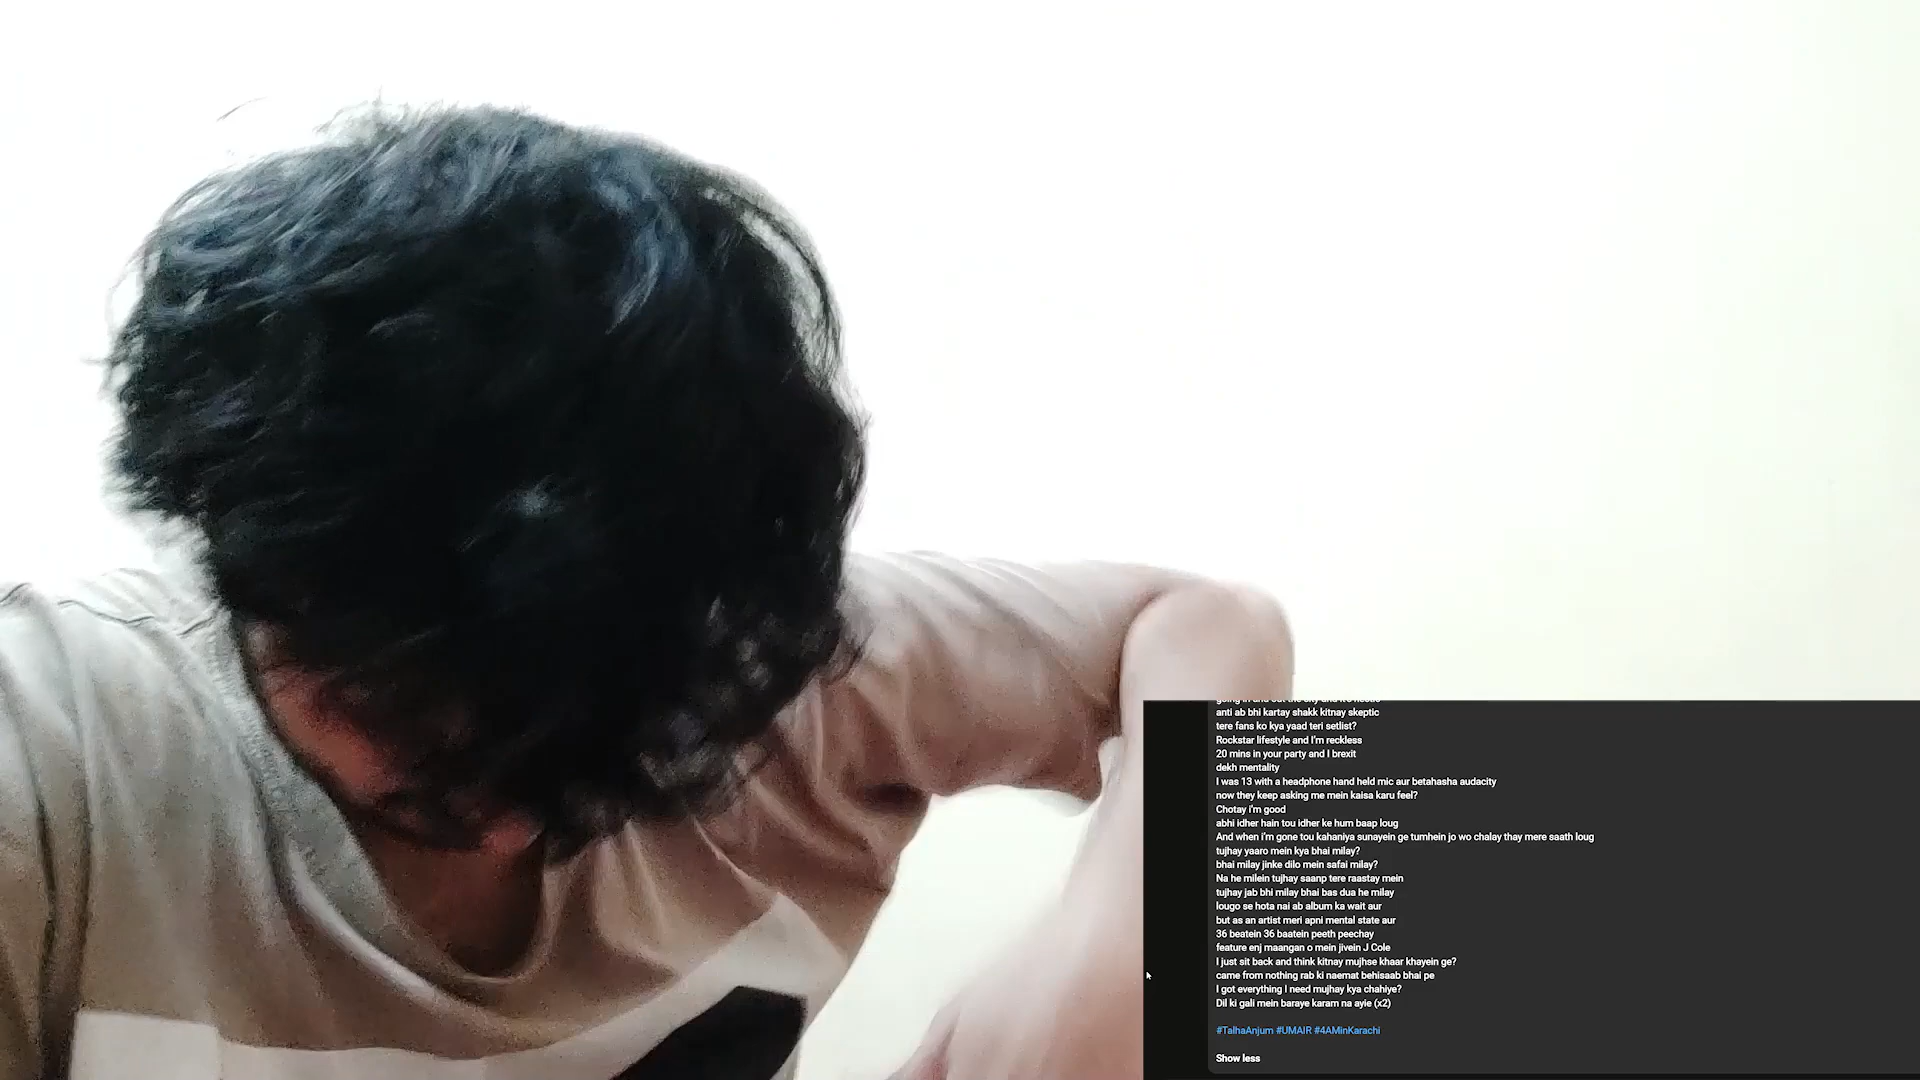 anti ab bhi kartay shakk kitnay skeptic
tere fans ko kya yaad teri setlist?
Rockstar lifestyle and I'm reckless
20 mins in your party and I brexit
dekh mentality
I was 13 with a headphone hand held mic aur betahasha audacity
now they keep asking me mein kaisa karu feel?
Chotay i'm good
abhi idher hain tou idher ke hum baap loug
And when i'm gone tou kahaniya sunayein ge tumhein jo wo chalay thay mere saath loug
tujhay yaaro mein kya bhai milay?
bhai milay jinke dilo mein safai milay?
Na he milein tujhay saanp tere raastay mein
tujhay jab bhi milay bhai bas dua he milay
lougo se hota nai ab album ka wait aur
but as an artist meri apni mental state aur
36 beatein 36 baatein peeth peechay
feature enj maangan o mein jivein J Cole
I just sit back and think kitnay mujhse khaar khayein ge?
came from nothing rab ki naemat behisaab bhai pe
I got everything I need mujhay kya chahiye?
Dil ki gali mein baraye karam na ayie (x2)
#TalhaAnjum #UMAIR #4AMinKarachi
Show less